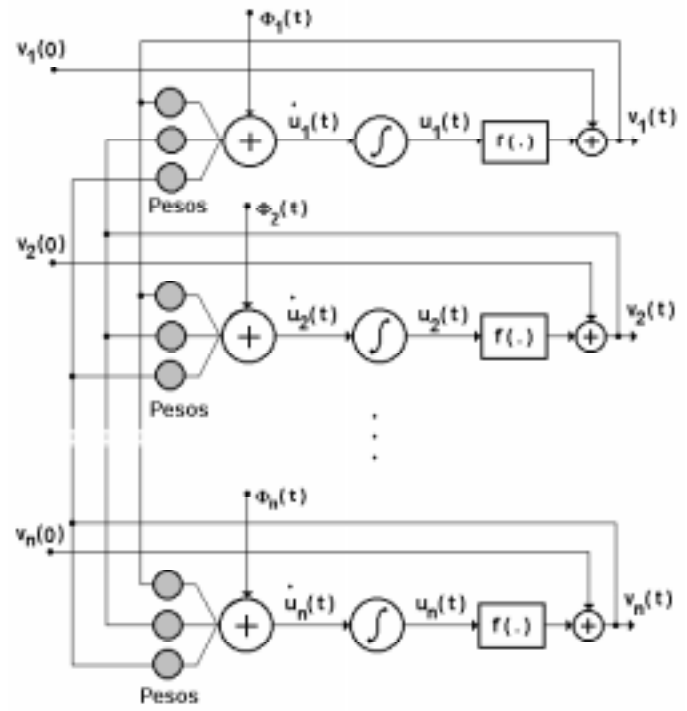 Φ₁(t)
v₁(0)
u̇₁(t) ∫ u₁(t) f(.) + v₁(t)
+
Pesos
Φ₂(t)
v₂(0)
u̇₂(t) ∫ u₂(t) f(.) + v₂(t)
+
Pesos
Φₙ(t)
vₙ(0)
u̇ₙ(t) ∫ uₙ(t) f(.) + vₙ(t)
+
Pesos